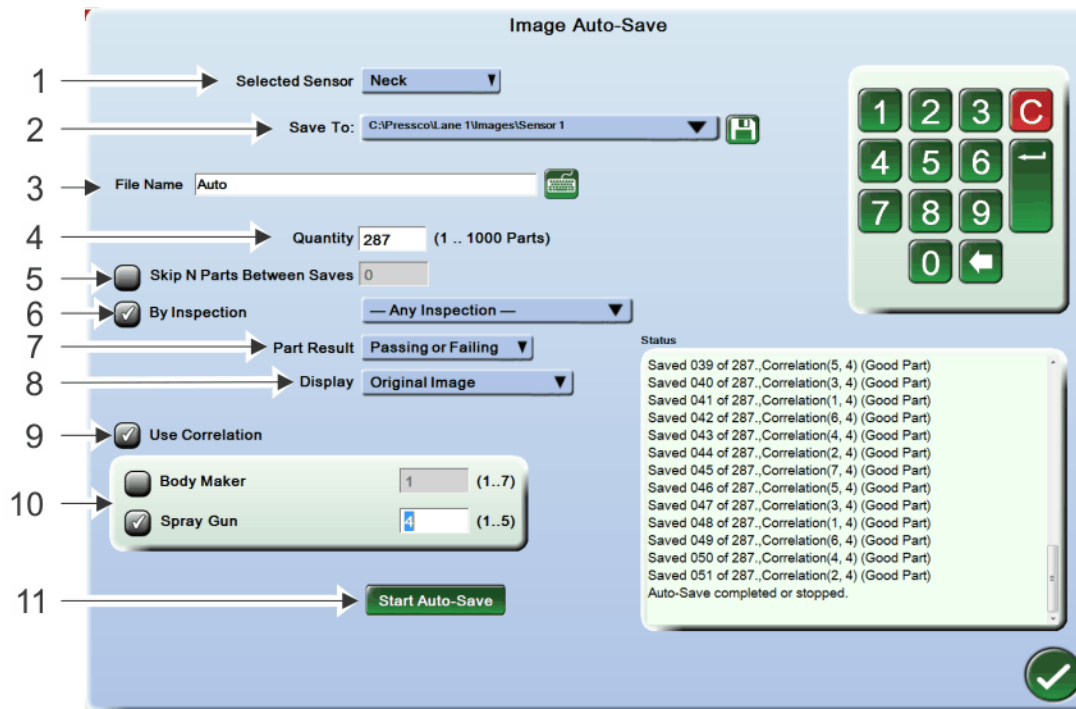 Image Auto-Save
1
Selected Sensor Neck
2
Save To: C:\Pressco\Lane 1\Images\Sensor 1
3
File Name Auto
4
Quantity 287 (1 .. 1000 Parts)
5
Skip N Parts Between Saves 0
6
By Inspection — Any Inspection —
7
Part Result Passing or Failing
8
Display Original Image
9
Use Correlation
10
Body Maker 1 (1..7)
Spray Gun 4 (1..5)
11
Start Auto-Save
1 2 3 C
4 5 6
7 8 9
0
Status
Saved 039 of 287.,Correlation(5, 4) (Good Part)
Saved 040 of 287.,Correlation(3, 4) (Good Part)
Saved 041 of 287.,Correlation(1, 4) (Good Part)
Saved 042 of 287.,Correlation(6, 4) (Good Part)
Saved 043 of 287.,Correlation(4, 4) (Good Part)
Saved 044 of 287.,Correlation(2, 4) (Good Part)
Saved 045 of 287.,Correlation(7, 4) (Good Part)
Saved 046 of 287.,Correlation(5, 4) (Good Part)
Saved 047 of 287.,Correlation(3, 4) (Good Part)
Saved 048 of 287.,Correlation(1, 4) (Good Part)
Saved 049 of 287.,Correlation(6, 4) (Good Part)
Saved 050 of 287.,Correlation(4, 4) (Good Part)
Saved 051 of 287.,Correlation(2, 4) (Good Part)
Auto-Save completed or stopped.